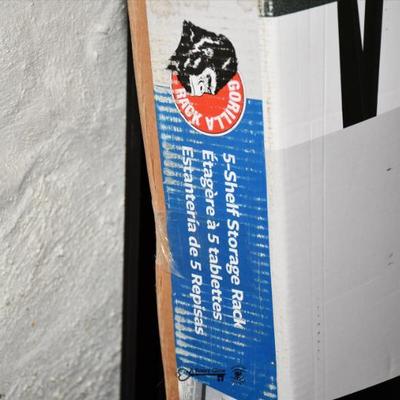 GORILLA
RACK
5-Shelf Storage Rack
Étagère à 5 tablettes
Estantería de 5 Repisas